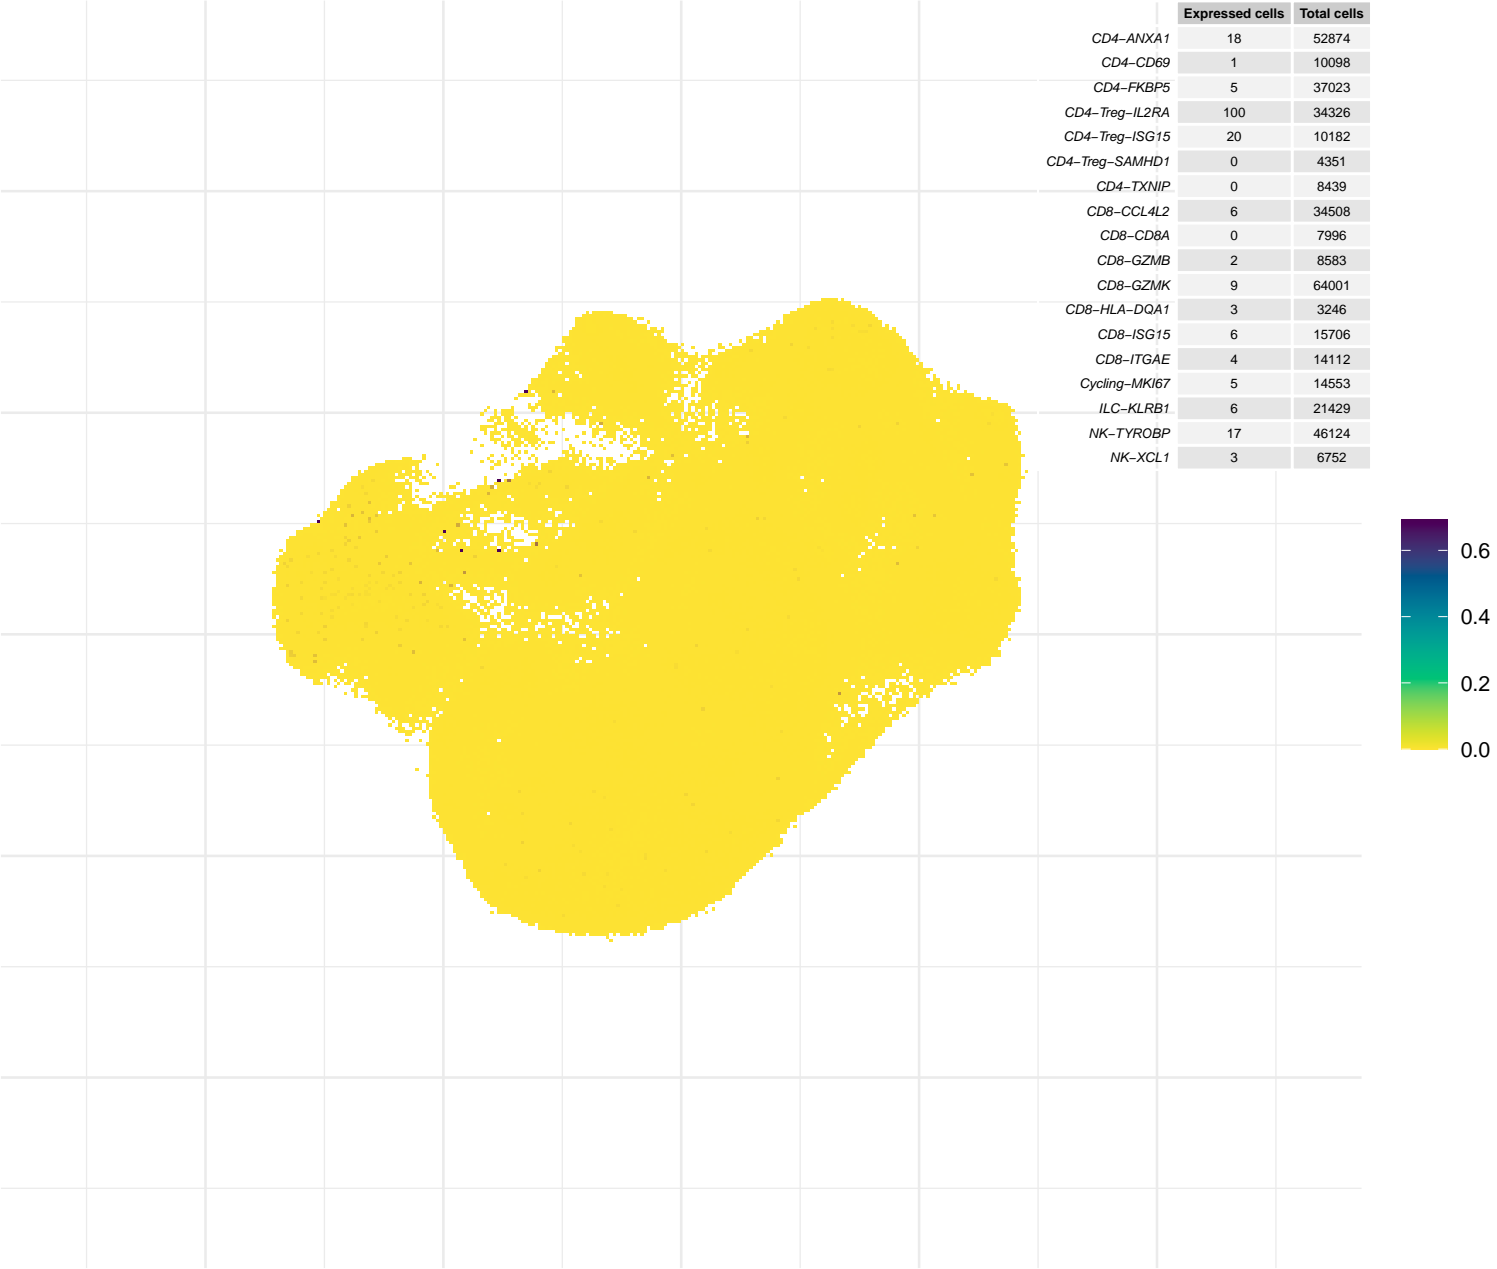 Expressed cells Total cells
CD4−ANXA1 18 52874
CD4−CD69 1 10098
CD4−FKBP5 5 37023
CD4−Treg−IL2RA 100 34326
CD4−Treg−ISG15 20 10182
CD4−Treg−SAMHD1 0 4351
CD4−TXNIP 0 8439
CD8−CCL4L2 6 34508
CD8−CD8A 0 7996
CD8−GZMB 2 8583
CD8−GZMK 9 64001
CD8−HLA−DQA1 3 3246
CD8−ISG15 6 15706
CD8−ITGAE 4 14112
Cycling−MKI67 5 14553
ILC−KLRB1 6 21429
NK−TYROBP 17 46124
NK−XCL1 3 6752
0.6
0.4
0.2
0.0